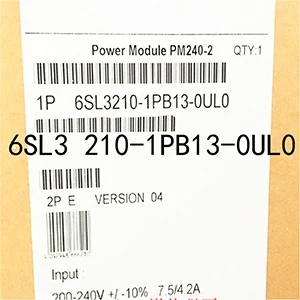 Power Module PM240-2 QTY:1
1P 6SL3210-1PB13-0UL0
6SL3 210-1PB13-0UL0
2P E VERSION 04
Input :
200-240V +/-10% 7.5/4.2A